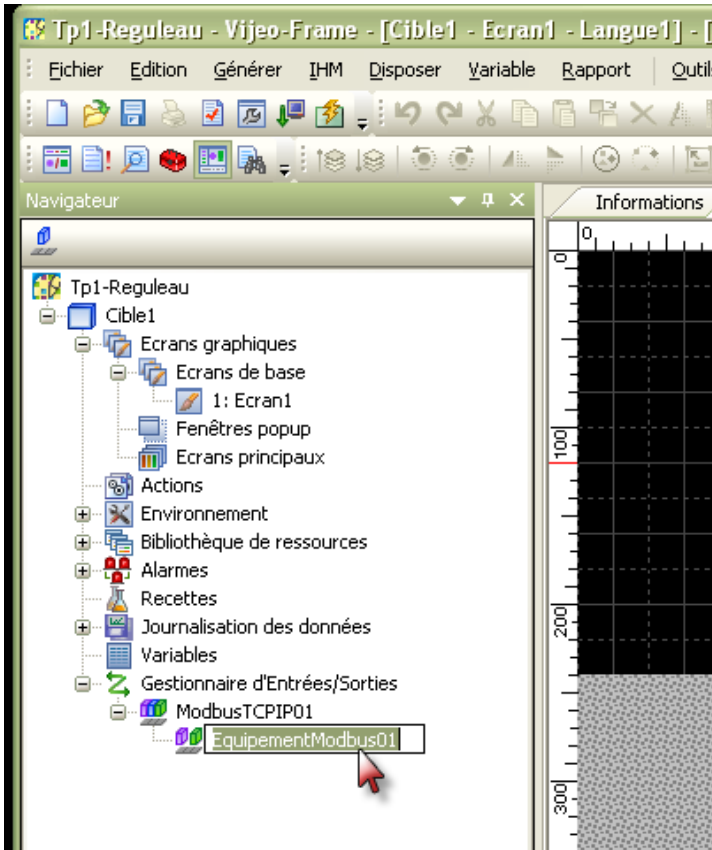 Tp1-Reguleau - Vijeo-Frame - [Cible1 - Ecran1 - Langue1] - [
Fichier Edition Générer IHM Disposer Variable Rapport Outil
Navigateur
Informations
0
Tp1-Reguleau
Cible1
Ecrans graphiques
Ecrans de base
1: Ecran1
Fenêtres popup
Ecrans principaux
Actions
Environnement
Bibliothèque de ressources
Alarmes
Recettes
Journalisation des données
Variables
Gestionnaire d'Entrées/Sorties
ModbusTCPIP01
EquipementModbus01
0
100
200
300